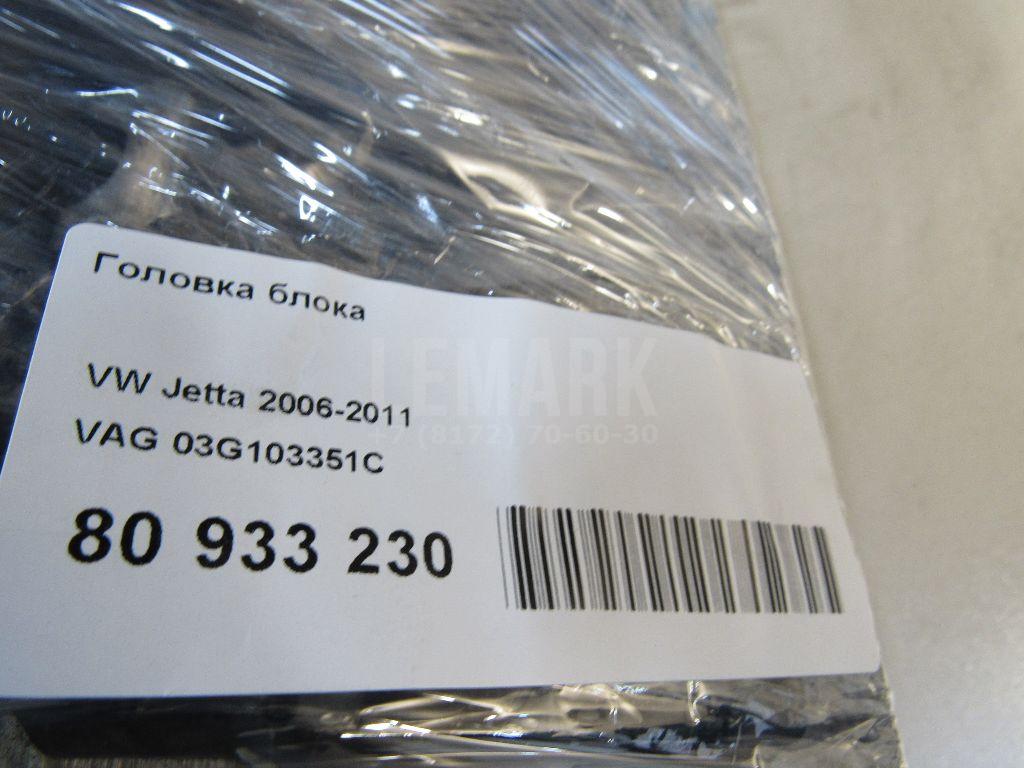 Головка блока
LEMARK
VW Jetta 2006-2011
+7 (8172) 70-60-30
VAG 03G103351C
80 933 230